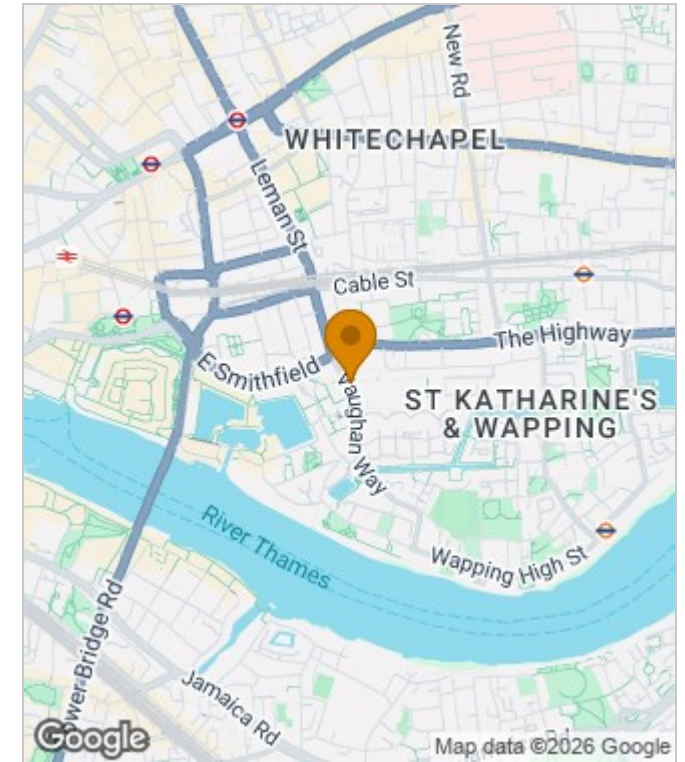 New Rd
WHITECHAPEL
Leman St
Cable St
The Highway
E Smithfield
Vaughan Way
ST KATHARINE'S
& WAPPING
River Thames
Wapping High St
ower Bridge Rd
Jamaica Rd
Google
Map data ©2026 Google